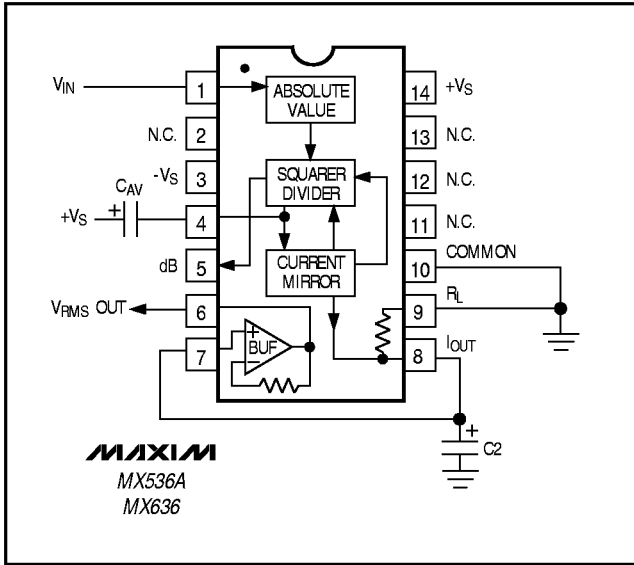 VIN
1
ABSOLUTE
VALUE
14
+VS
N.C.
2
13
N.C.
-VS
3
SQUARER
DIVIDER
12
N.C.
CAV
+
+VS
4
11
N.C.
dB
5
CURRENT
MIRROR
10
COMMON
VRMS OUT
6
9
RL
7
+
BUF
−
8
IOUT
+
C2
MAXIM
MX536A
MX636